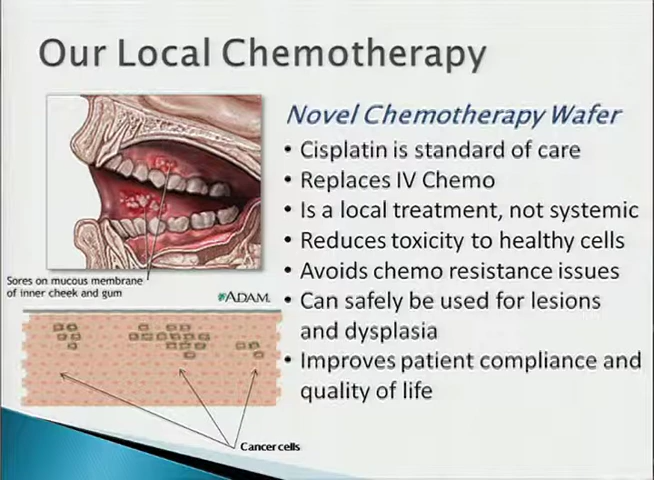 Our Local Chemotherapy
Novel Chemotherapy Wafer
• Cisplatin is standard of care
• Replaces IV Chemo
• Is a local treatment, not systemic
• Reduces toxicity to healthy cells
• Avoids chemo resistance issues
• Can safely be used for lesions
and dysplasia
• Improves patient compliance and
quality of life
Sores on mucous membrane
of inner cheek and gum
ADAM.
Cancer cells